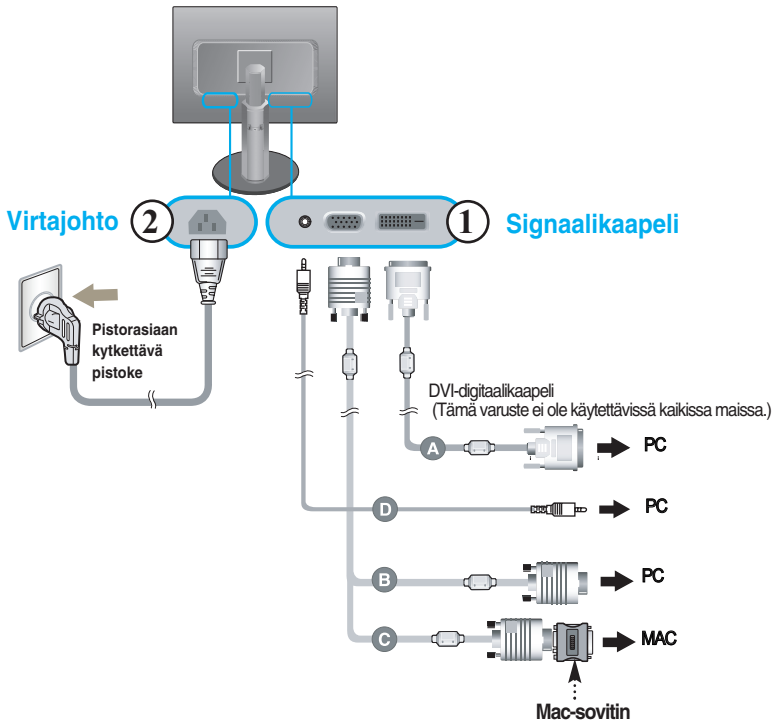 Virtajohto 2
1 Signaalikaapeli
Pistorasiaan
kytkettävä
pistoke
DVI-digitaalikaapeli
(Tämä varuste ei ole käytettävissä kaikissa maissa.)
A PC
D PC
B PC
C MAC
Mac-sovitin